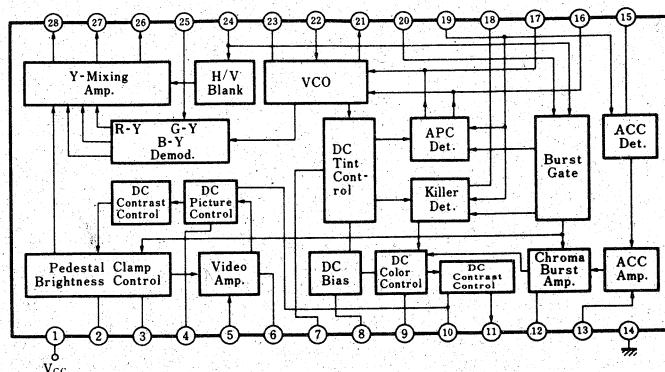 28 27 26 25 24 23 22 21 20 19 18 17 16 15
Y-Mixing
Amp.
H/V
Blank
VCO
R-Y G-Y
B-Y
Demod.
DC
Tint
Cont-
rol
APC
Det.
Burst
Gate
ACC
Det.
DC
Contrast
Control
DC
Picture
Control
Killer
Det.
Pedestal Clamp
Brightness Control
Video
Amp.
DC
Bias
DC
Color
Control
DC
Contrast
Control
Chroma
Burst
Amp.
ACC
Amp.
1 2 3 4 5 6 7 8 9 10 11 12 13 14
VCC